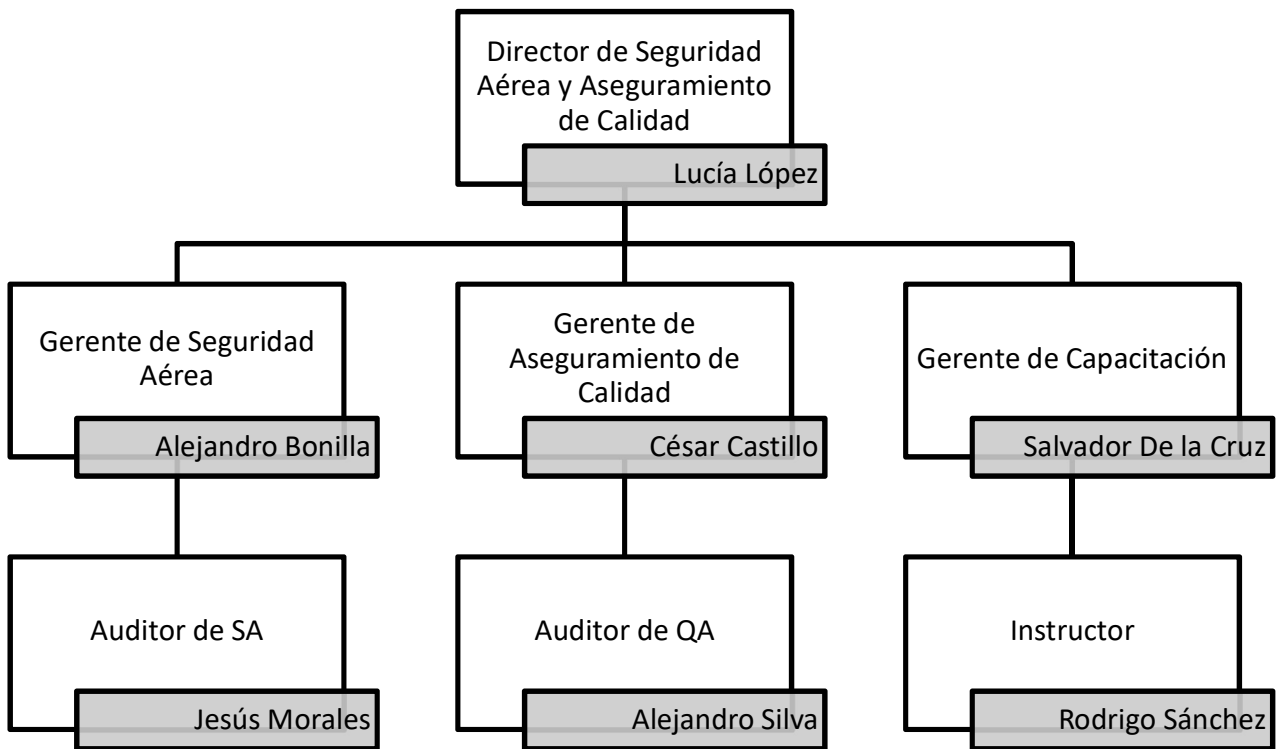 Director de Seguridad
Aérea y Aseguramiento
de Calidad
Lucía López
Gerente de Seguridad
Aérea
Alejandro Bonilla
Gerente de
Aseguramiento de
Calidad
César Castillo
Gerente de Capacitación
Salvador De la Cruz
Auditor de SA
Jesús Morales
Auditor de QA
Alejandro Silva
Instructor
Rodrigo Sánchez